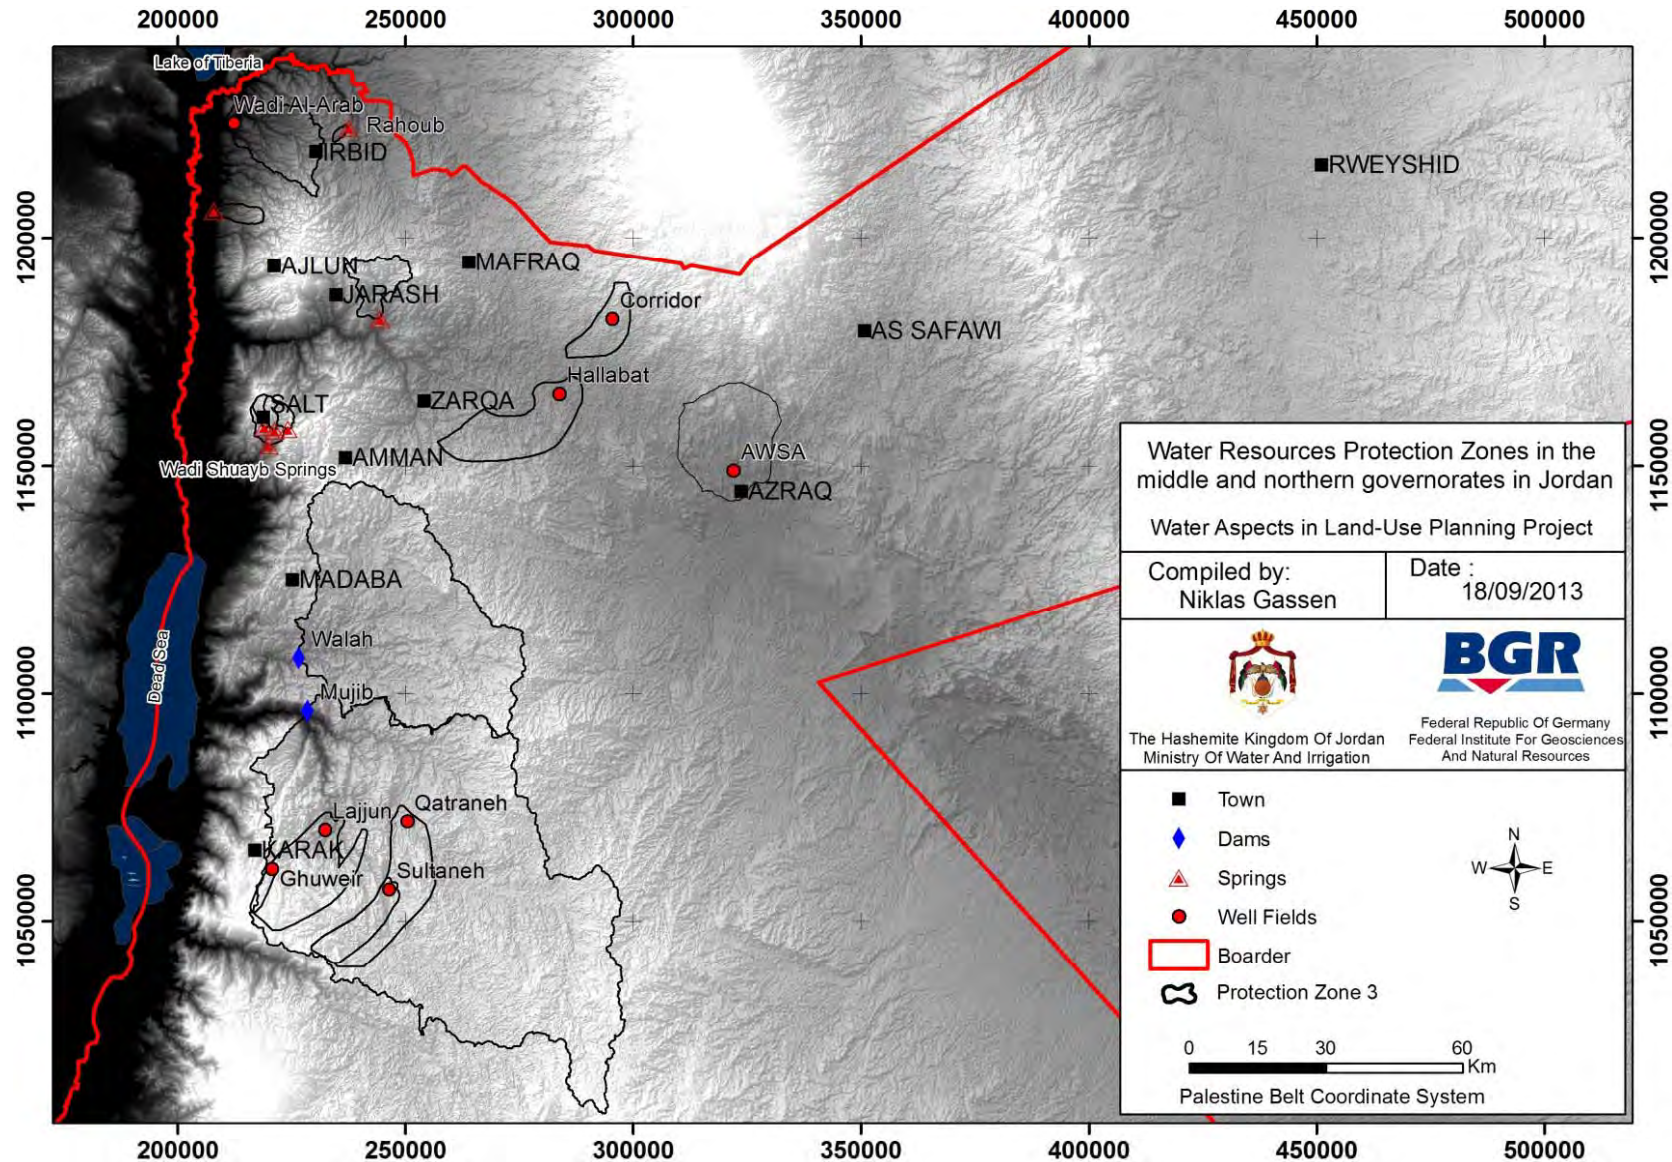 200000 250000 300000 350000 400000 450000 500000
Lake of Tiberia
Wadi Al-Arab
Rahoub
IRBID
RWEYSHID
1200000
1200000
AJLUN
MAFRAQ
JARASH
Corridor
AS SAFAWI
Hallabat
SALT
ZARQA
AWSA
AMMAN
1150000
1150000
Wadi Shuayb Springs
AZRAQ
MADABA
Walah
Dead Sea
Mujib
1100000
1100000
Lajjun
Qatraneh
KARAK
Ghuweir
Sultaneh
1050000
1050000
Water Resources Protection Zones in the
middle and northern governorates in Jordan
Water Aspects in Land-Use Planning Project
Compiled by:
Niklas Gassen
Date :
18/09/2013
The Hashemite Kingdom Of Jordan
Ministry Of Water And Irrigation
BGR
Federal Republic Of Germany
Federal Institute For Geosciences
And Natural Resources
Town
Dams
Springs
Well Fields
Boarder
Protection Zone 3
N
W E
S
0 15 30 60
Km
Palestine Belt Coordinate System
200000 250000 300000 350000 400000 450000 500000